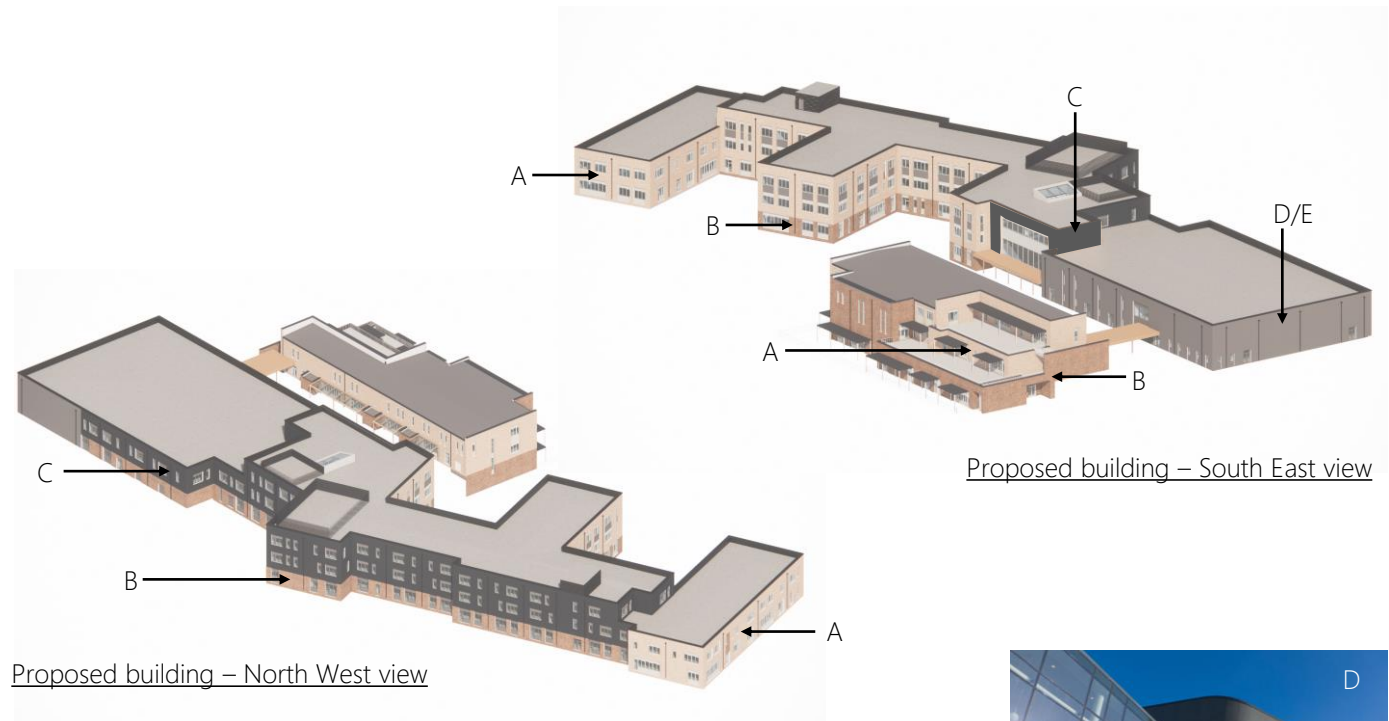 C
A
D/E
B
A
B
Proposed building – South East view
C
B
A
Proposed building – North West view
D